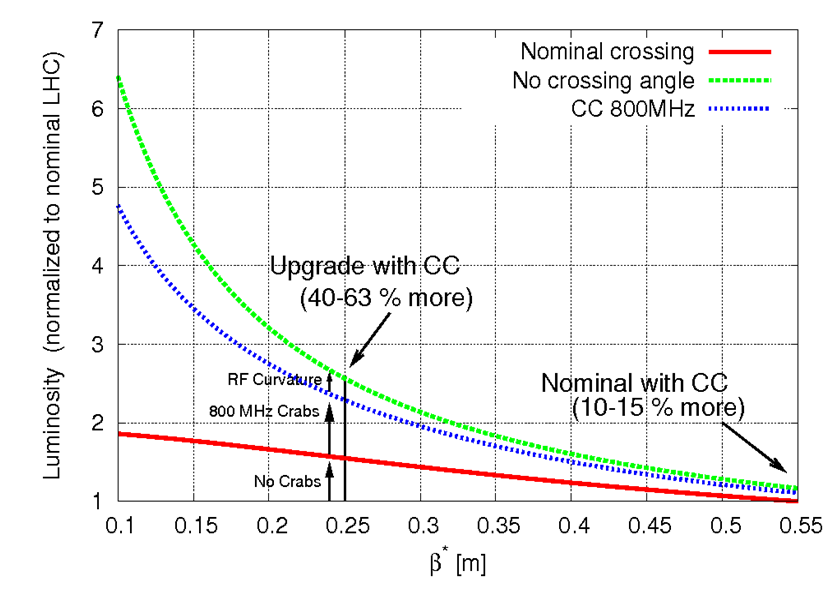 7
6
5
4
3
2
1
Luminosity (normalized to nominal LHC)
Nominal crossing
No crossing angle
CC 800MHz
Upgrade with CC
(40-63 % more)
RF Curvature
800 MHz Crabs
No Crabs
Nominal with CC
(10-15 % more)
0.1 0.15 0.2 0.25 0.3 0.35 0.4 0.45 0.5 0.55
β* [m]